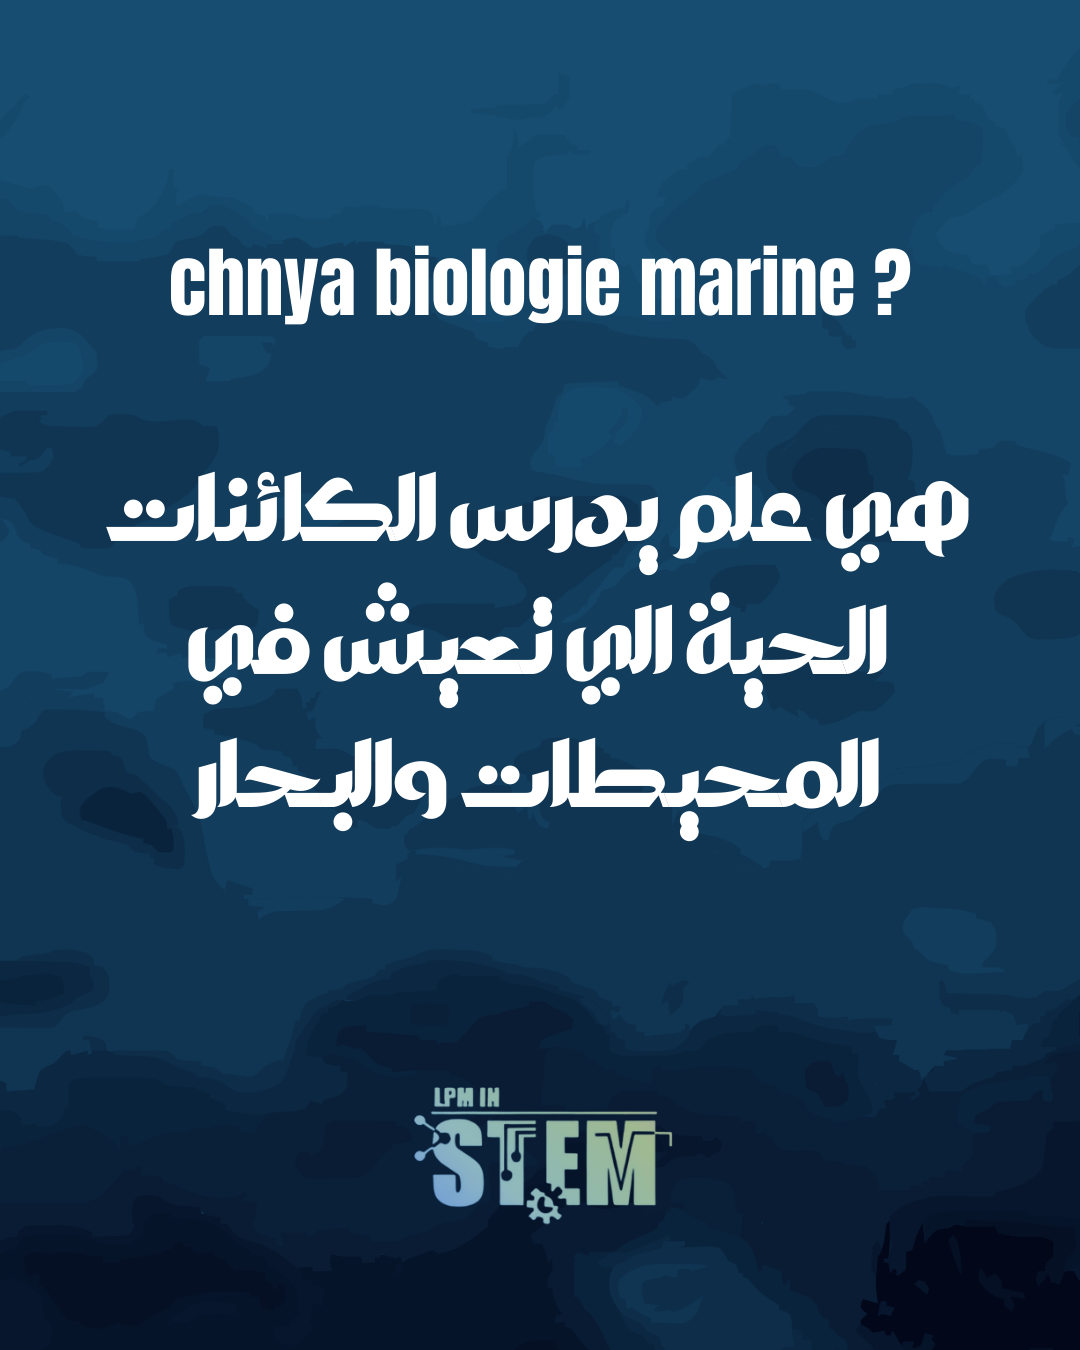 chnya biologie marine ?
هي علم يدرس الكائنات
الحية الي تعيش في
المحيطات والبحار
LPM IN
STEM